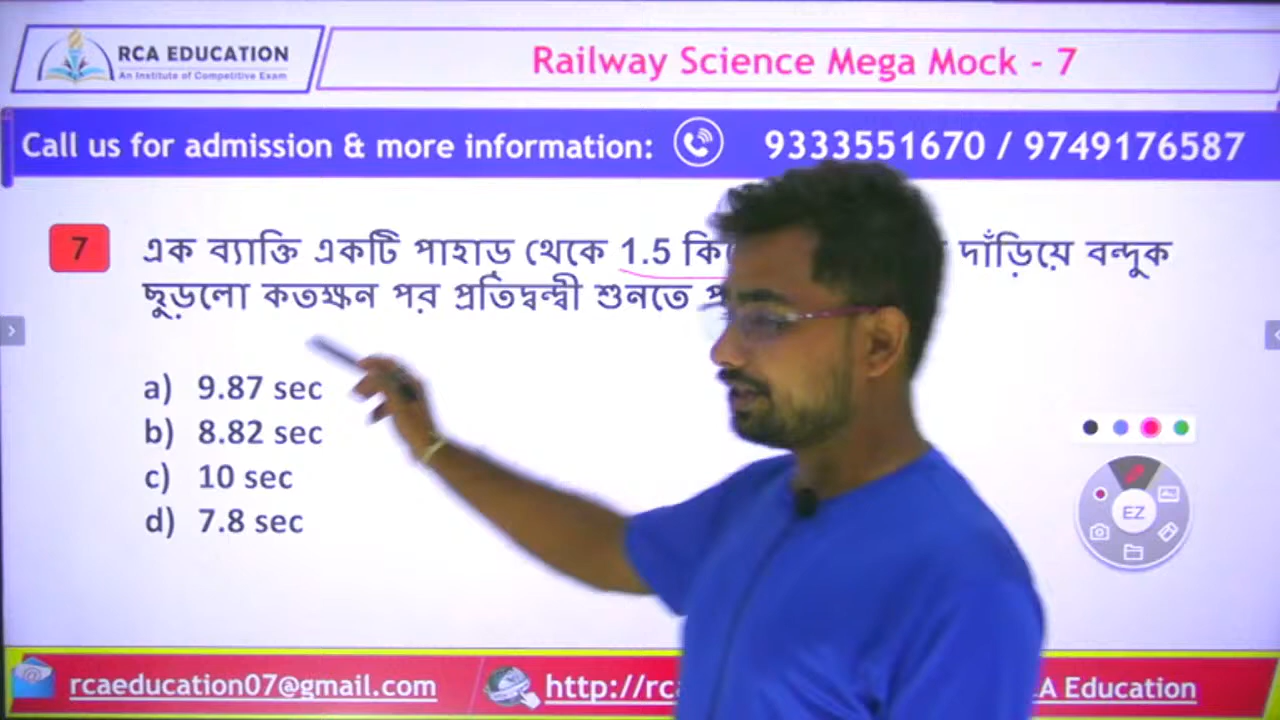 RCA EDUCATION
An Institute of Competitive Exam
Railway Science Mega Mock - 7
Call us for admission & more information: 9333551670 / 9749176587
7 এক ব্যাক্তি একটি পাহাড় থেকে 1.5 দাঁড়িয়ে বন্দুক
ছুড়লো কতক্ষন পর প্রতিদ্বন্দ্বী শুনতে
a) 9.87 sec
b) 8.82 sec
c) 10 sec
d) 7.8 sec
EZ
rcaeducation07@gmail.com http://rca A Education